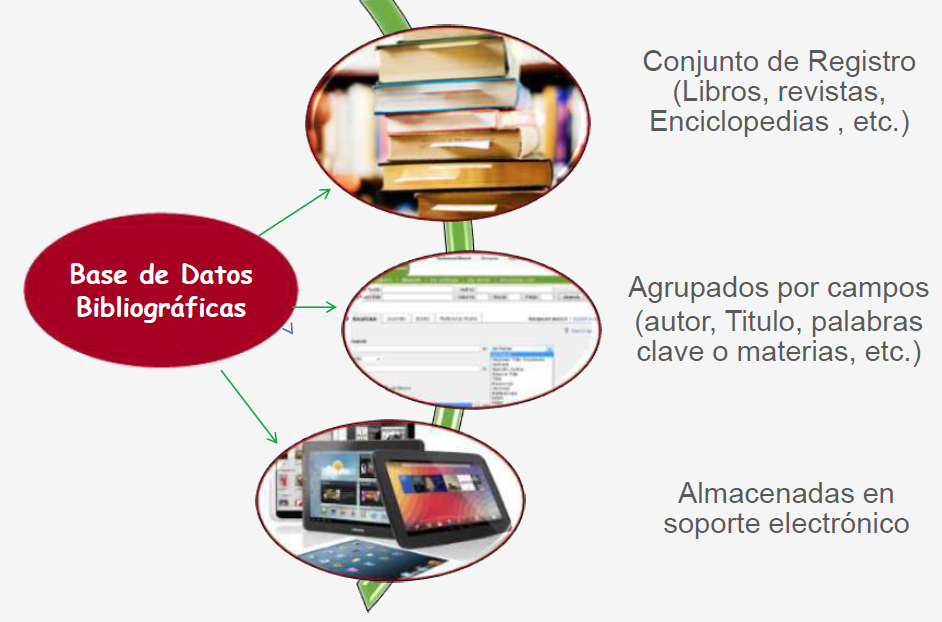 Conjunto de Registro
(Libros, revistas,
Enciclopedias , etc.)
Base de Datos
Bibliográficas
Agrupados por campos
(autor, Titulo, palabras
clave o materias, etc.)
Almacenadas en
soporte electrónico